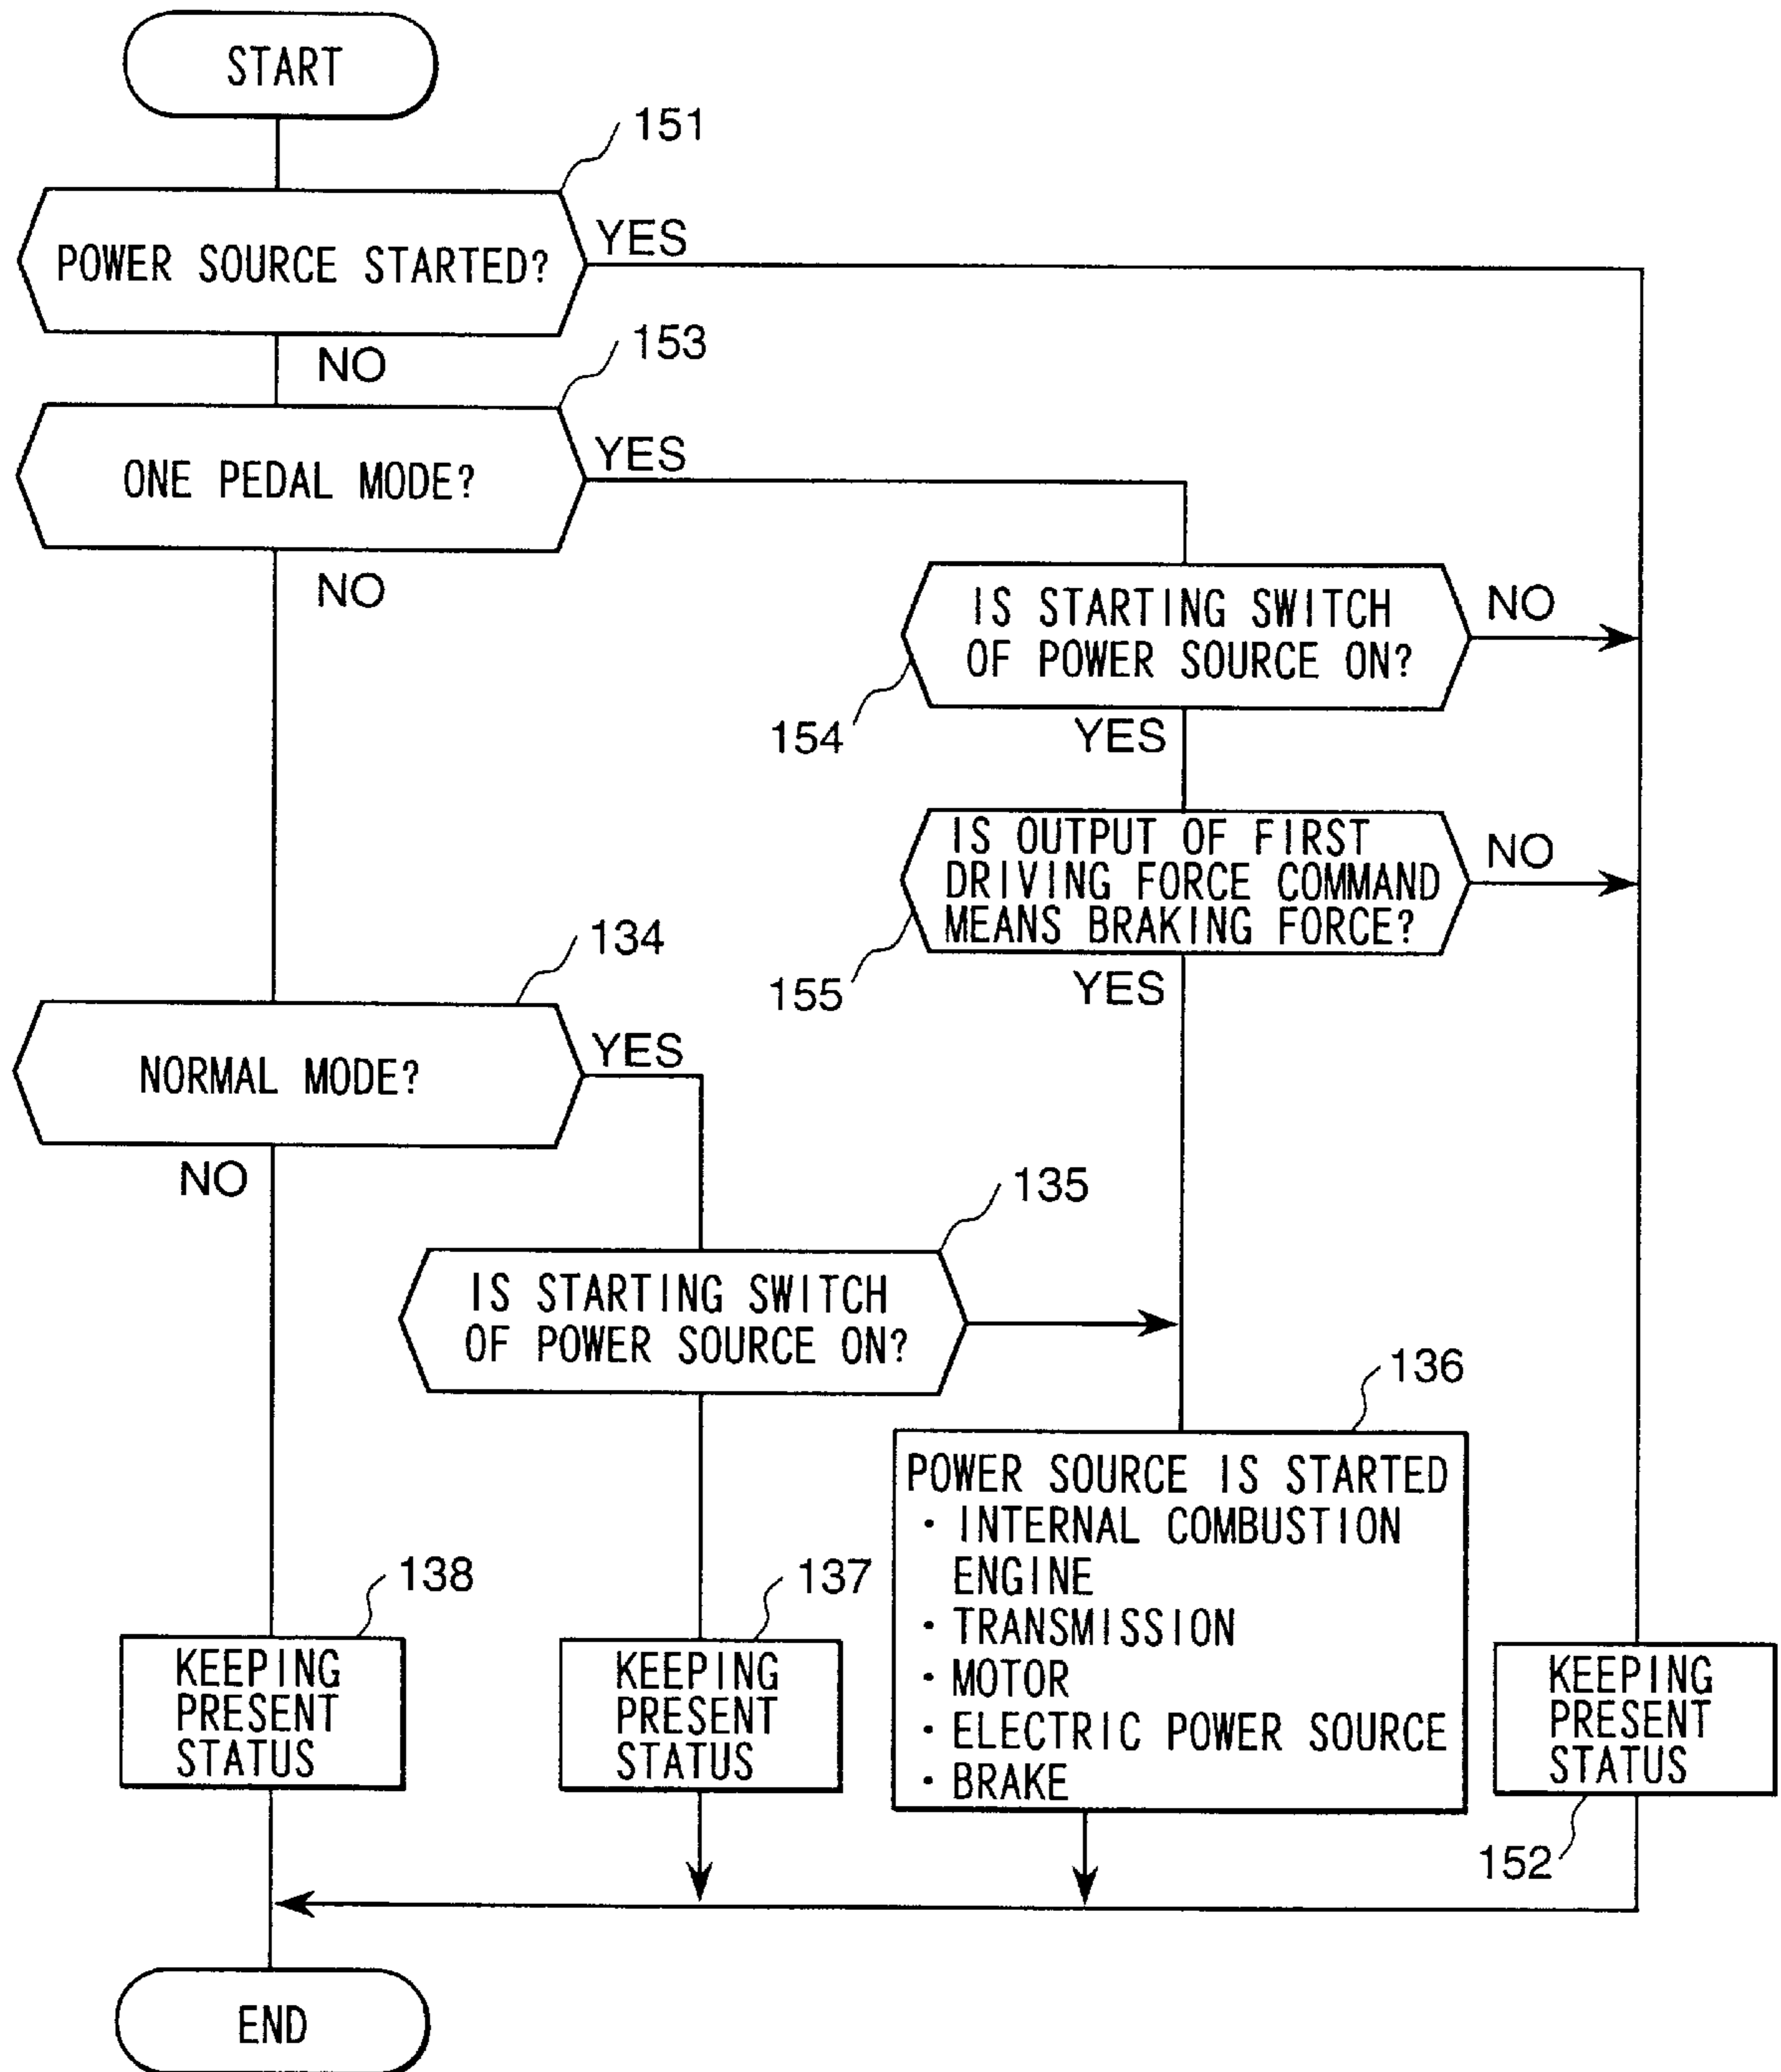 START
151
POWER SOURCE STARTED?
YES
NO
153
ONE PEDAL MODE?
YES
NO
IS STARTING SWITCH
OF POWER SOURCE ON?
NO
154
YES
IS OUTPUT OF FIRST
DRIVING FORCE COMMAND
MEANS BRAKING FORCE?
NO
155
YES
134
NORMAL MODE?
YES
NO
135
IS STARTING SWITCH
OF POWER SOURCE ON?
136
POWER SOURCE IS STARTED
· INTERNAL COMBUSTION
ENGINE
· TRANSMISSION
· MOTOR
· ELECTRIC POWER SOURCE
· BRAKE
138
KEEPING
PRESENT
STATUS
137
KEEPING
PRESENT
STATUS
KEEPING
PRESENT
STATUS
152
END